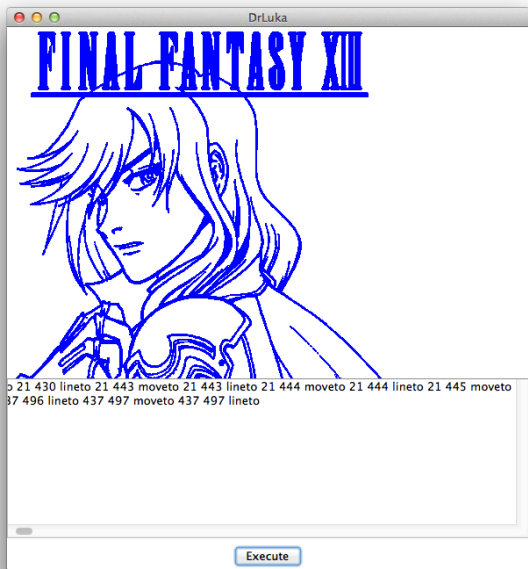 DrLuka
FINAL FANTASY XIII
21 430 lineto 21 443 moveto 21 443 lineto 21 444 moveto 21 444 lineto 21 445 moveto
37 496 lineto 437 497 moveto 437 497 lineto
Execute